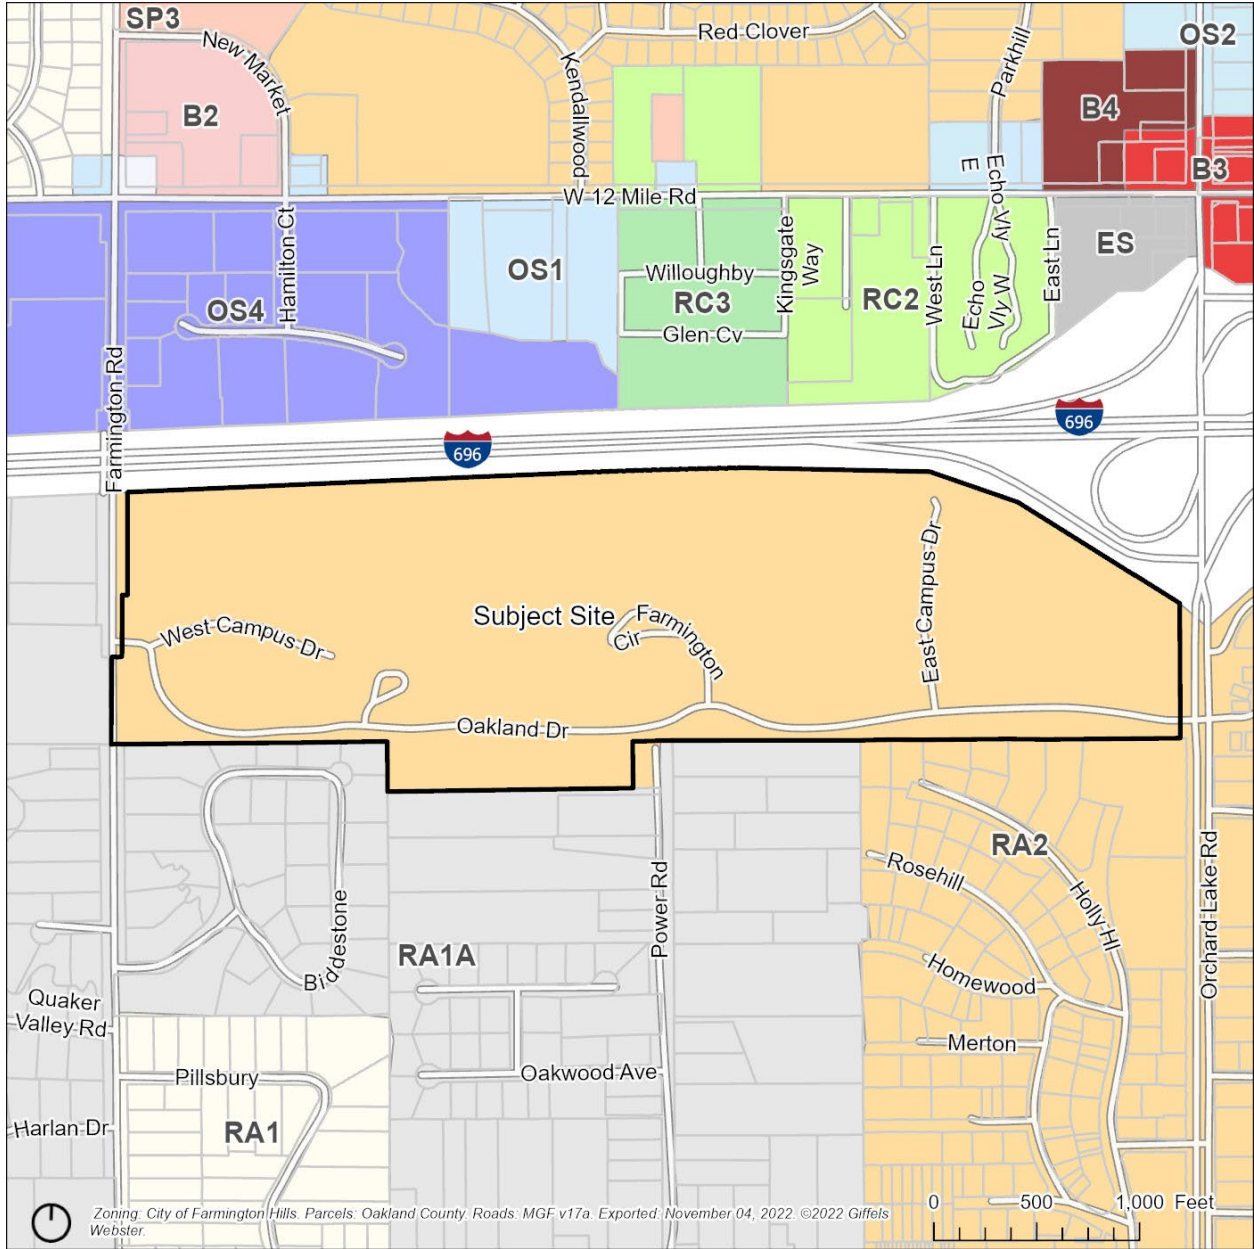 SP3
New Market
Red Clover
OS2
Kendallwood
Parkhill
B2
B4
B3
E
Echo Vly
W 12 Mile Rd
Hamilton Ct
OS1
Willoughby
RC3
Glen Cv
Kingsgate
Way
RC2
West Ln
Echo
Vly W
East Ln
ES
OS4
Farmington Rd
696
696
Subject Site
Farmington
Cir
West Campus Dr
East Campus Dr
Oakland Dr
RA2
Rosehill
Holly Hl
Orchard Lake Rd
Power Rd
Biddestone
RA1A
Homewood
Quaker
Valley Rd
Merton
Pillsbury
Oakwood Ave
Harlan Dr
RA1
0 500 1,000 Feet
Zoning: City of Farmington Hills. Parcels: Oakland County. Roads: MGF v17a. Exported: November 04, 2022. ©2022 Giffels
Webster.